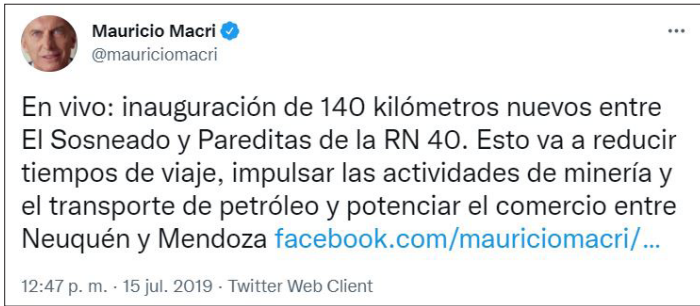 Mauricio Macri
@mauriciomacri
En vivo: inauguración de 140 kilómetros nuevos entre
El Sosneado y Pareditas de la RN 40. Esto va a reducir
tiempos de viaje, impulsar las actividades de minería y
el transporte de petróleo y potenciar el comercio entre
Neuquén y Mendoza facebook.com/mauriciomacri/...
12:47 p. m. · 15 jul. 2019 · Twitter Web Client